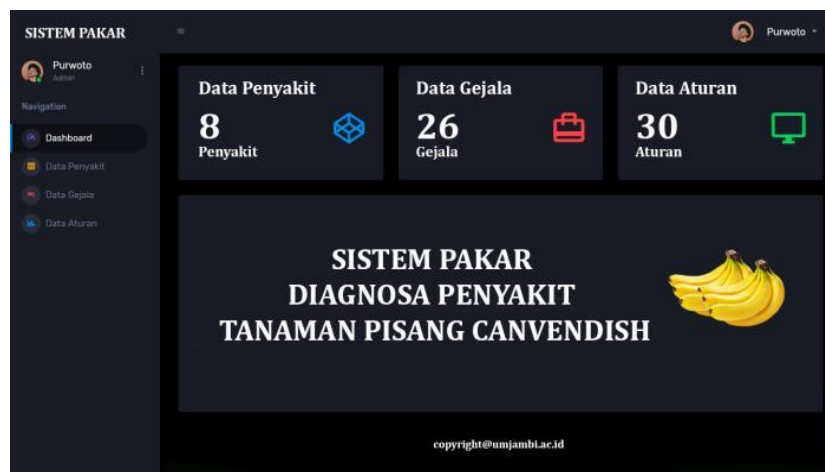 SISTEM PAKAR
Purwoto
Purwoto
Admin
Navigation
Dashboard
Data Penyakit
Data Gejala
Data Aturan
Data Penyakit
8
Penyakit
Data Gejala
26
Gejala
Data Aturan
30
Aturan
SISTEM PAKAR
DIAGNOSA PENYAKIT
TANAMAN PISANG CANVENDISH
copyright@umjambi.ac.id